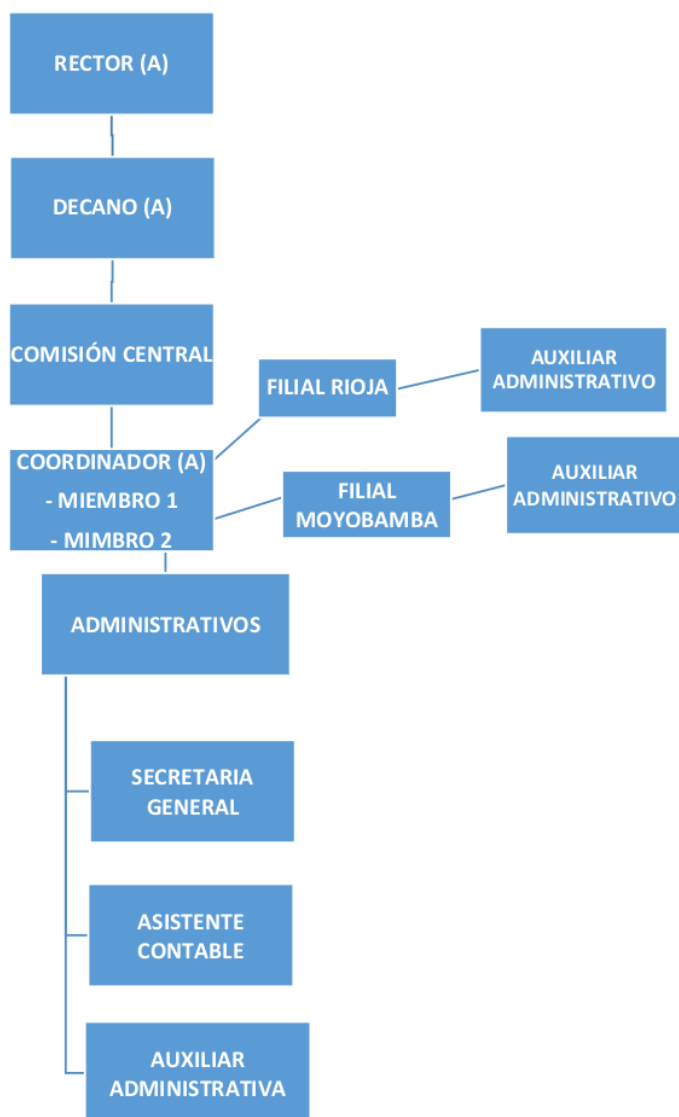 RECTOR (A)
DECANO (A)
COMISIÓN CENTRAL
COORDINADOR (A)
- MIEMBRO 1
- MIMBRO 2
FILIAL RIOJA
AUXILIAR
ADMINISTRATIVO
FILIAL
MOYOBAMBA
AUXILIAR
ADMINISTRATIVO
ADMINISTRATIVOS
SECRETARIA
GENERAL
ASISTENTE
CONTABLE
AUXILIAR
ADMINISTRATIVA